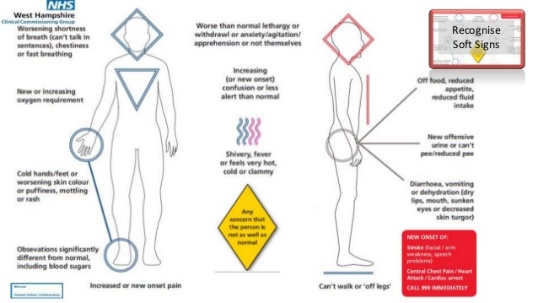 NHS
West Hampshire
Clinical Commissioning Group
Worsening shortness
of breath (can't talk in
sentences), chestiness
or fast breathing
New or increasing
oxygen requirement
Cold hands/feet or
worsening skin colour
or puffiness, mottling
or rash
Obsevations significantly
different from normal,
including blood sugars
Increased or new onset pain
Worse than normal lethargy or
withdrawl or anxiety/agitation/
apprehension or not themselves
Increasing
(or new onset)
confusion or less
alert than normal
Shivery, fever
or feels very hot,
cold or clammy
Any
concern that
the person is
not as well as
normal
Recognise
Soft Signs
Off food, reduced
appetite,
reduced fluid
intake
New offensive
urine or can't
pee/reduced pee
Diarrhoea, vomiting
or dehydration (dry
lips, mouth, sunken
eyes or decreased
skin turgor)
Can't walk or 'off legs'
NEW ONSET OF:
Stroke (facial / arm
weakness, speech
problems)
Central Chest Pain / Heart
Attack / Cardiac arrest
CALL 999 IMMEDIATELY